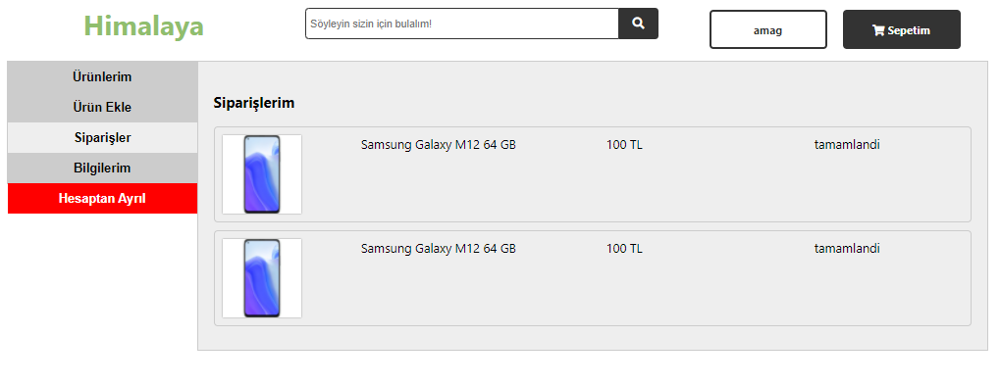 Himalaya
Söyleyin sizin için bulalım!
amag
Sepetim
Ürünlerim
Ürün Ekle
Siparişler
Bilgilerim
Hesaptan Ayrıl
Siparişlerim
Samsung Galaxy M12 64 GB 100 TL tamamlandi
Samsung Galaxy M12 64 GB 100 TL tamamlandi